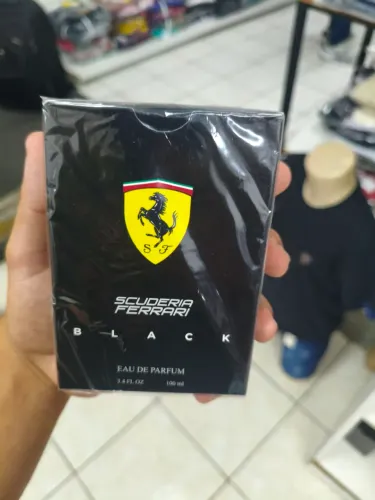 S F
SCUDERIA
FERRARI
BLACK
EAU DE PARFUM
3.4 FL OZ 100 ml